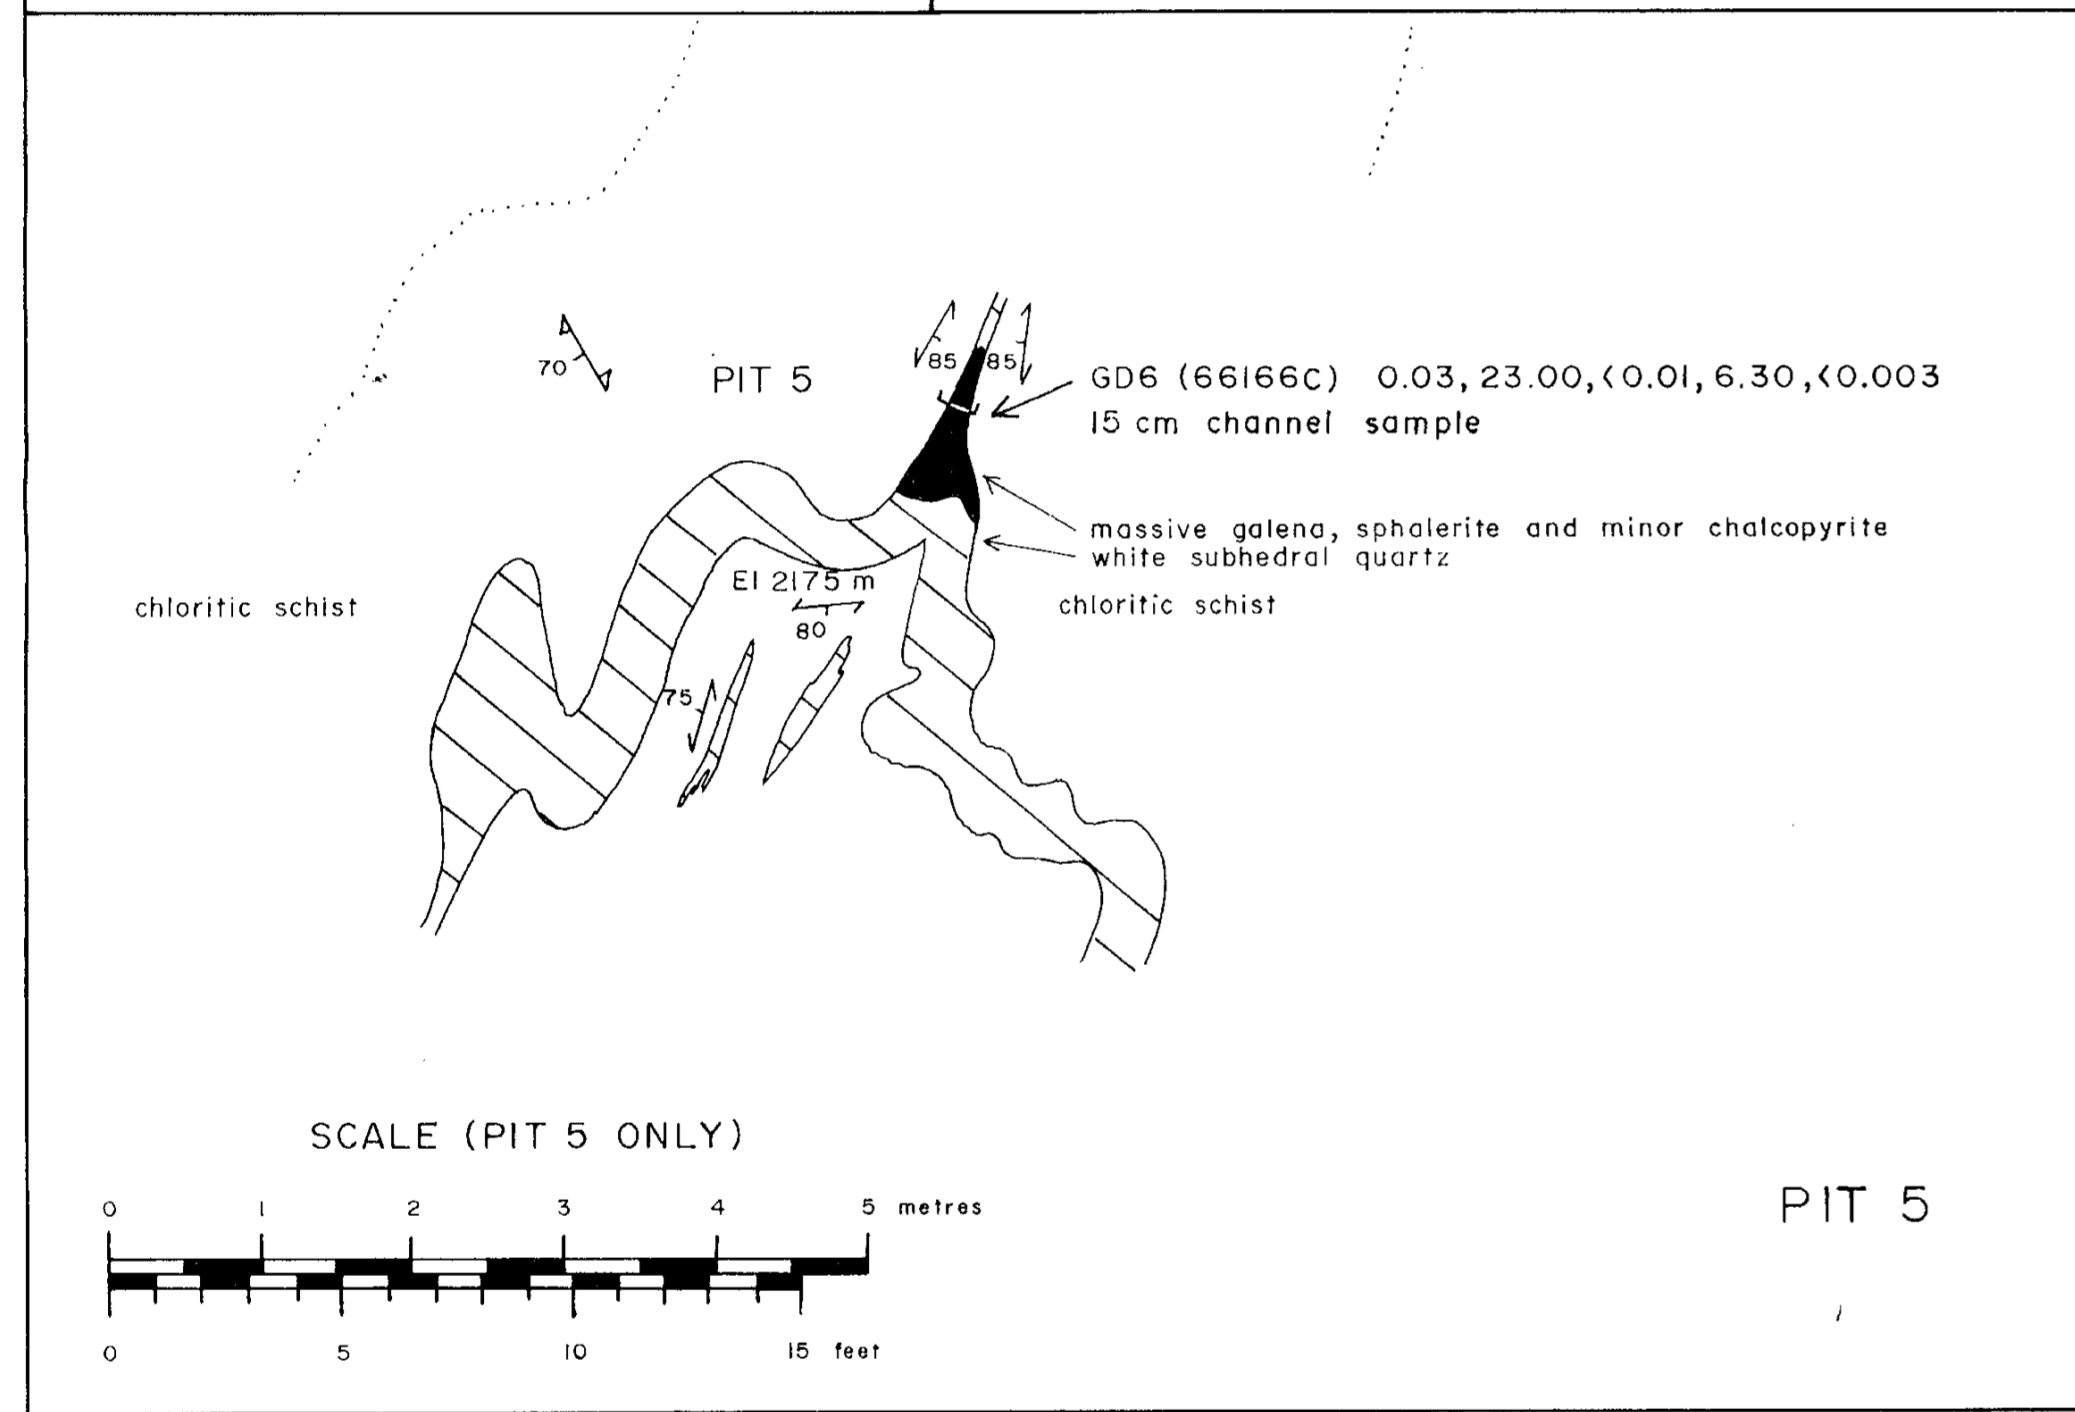 70
PIT 5
85
85
GD6 (66166C) 0.03, 23.00, <0.01, 6.30, <0.003
15 cm channel sample
massive galena, sphalerite and minor chalcopyrite
white subhedral quartz
El 2175 m
chloritic schist
chloritic schist
80
75
SCALE (PIT 5 ONLY)
0 1 2 3 4 5 metres
0 5 10 15 feet
PIT 5